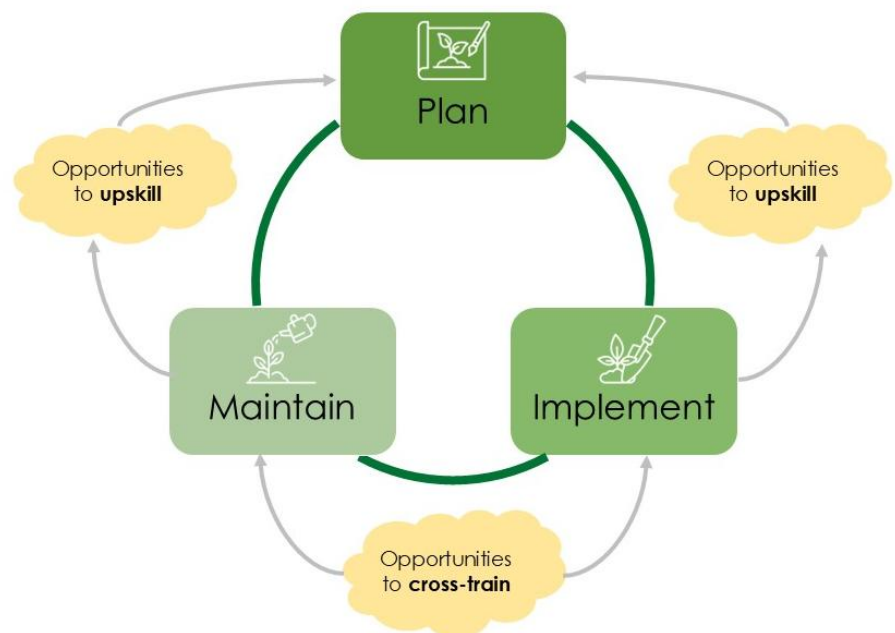 Plan
Opportunities
to upskill
Opportunities
to upskill
Maintain
Implement
Opportunities
to cross-train